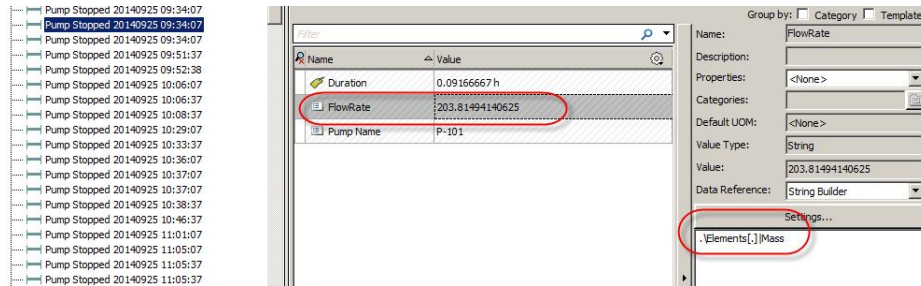 Pump Stopped 20140925 09:34:07
Pump Stopped 20140925 09:34:07
Pump Stopped 20140925 09:34:07
Pump Stopped 20140925 09:51:37
Pump Stopped 20140925 09:52:38
Pump Stopped 20140925 10:06:07
Pump Stopped 20140925 10:06:37
Pump Stopped 20140925 10:08:37
Pump Stopped 20140925 10:29:07
Pump Stopped 20140925 10:33:37
Pump Stopped 20140925 10:36:07
Pump Stopped 20140925 10:37:07
Pump Stopped 20140925 10:37:07
Pump Stopped 20140925 10:38:37
Pump Stopped 20140925 10:46:37
Pump Stopped 20140925 11:01:07
Pump Stopped 20140925 11:05:07
Pump Stopped 20140925 11:05:37
Pump Stopped 20140925 11:05:37
Filter
Name Value
Duration 0.09166667 h
FlowRate 203.81494140625
Pump Name P-101
Group by: Category Template
Name: FlowRate
Description:
Properties: <None>
Categories:
Default UOM: <None>
Value Type: String
Value: 203.81494140625
Data Reference: String Builder
Settings...
.\Elements[.]|Mass